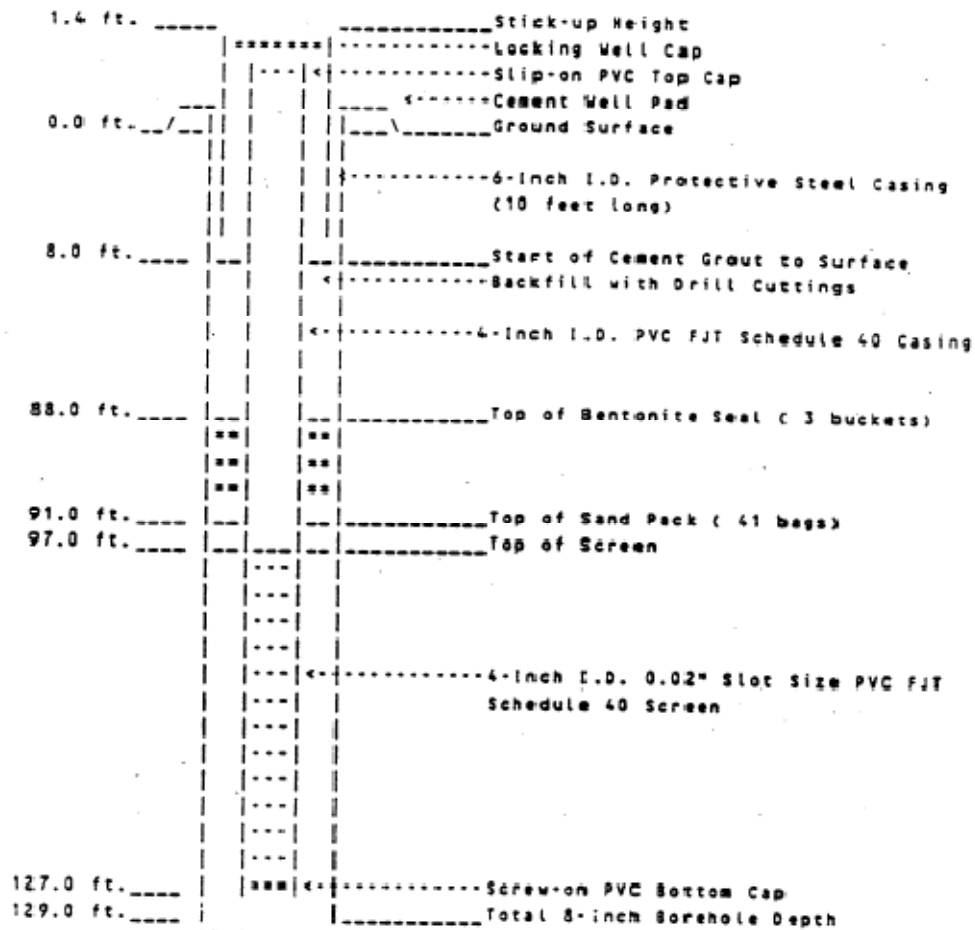 1.4 ft. Stick-up Height
Locking Well Cap
Slip-on PVC Top Cap
Cement Well Pad
0.0 ft. Ground Surface
6-Inch I.D. Protective Steel Casing
(10 feet long)
8.0 ft. Start of Cement Grout to Surface
Backfill with Drill Cuttings
4-Inch I.D. PVC FJT Schedule 40 Casing
88.0 ft. Top of Bentonite Seal ( 3 buckets)
91.0 ft. Top of Sand Pack ( 41 bags)
97.0 ft. Top of Screen
4-Inch I.D. 0.02" Slot Size PVC FJT
Schedule 40 Screen
127.0 ft. Screw-on PVC Bottom Cap
129.0 ft. Total 8-inch Borehole Depth